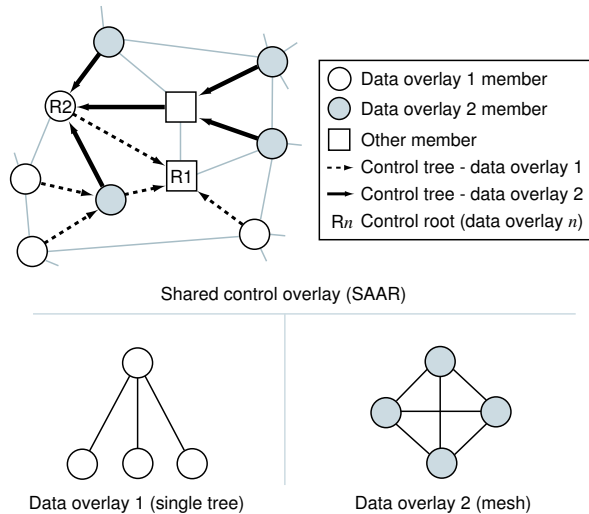 R2
R1
Data overlay 1 member
Data overlay 2 member
Other member
Control tree - data overlay 1
Control tree - data overlay 2
Rn Control root (data overlay n)
Shared control overlay (SAAR)
Data overlay 1 (single tree)
Data overlay 2 (mesh)